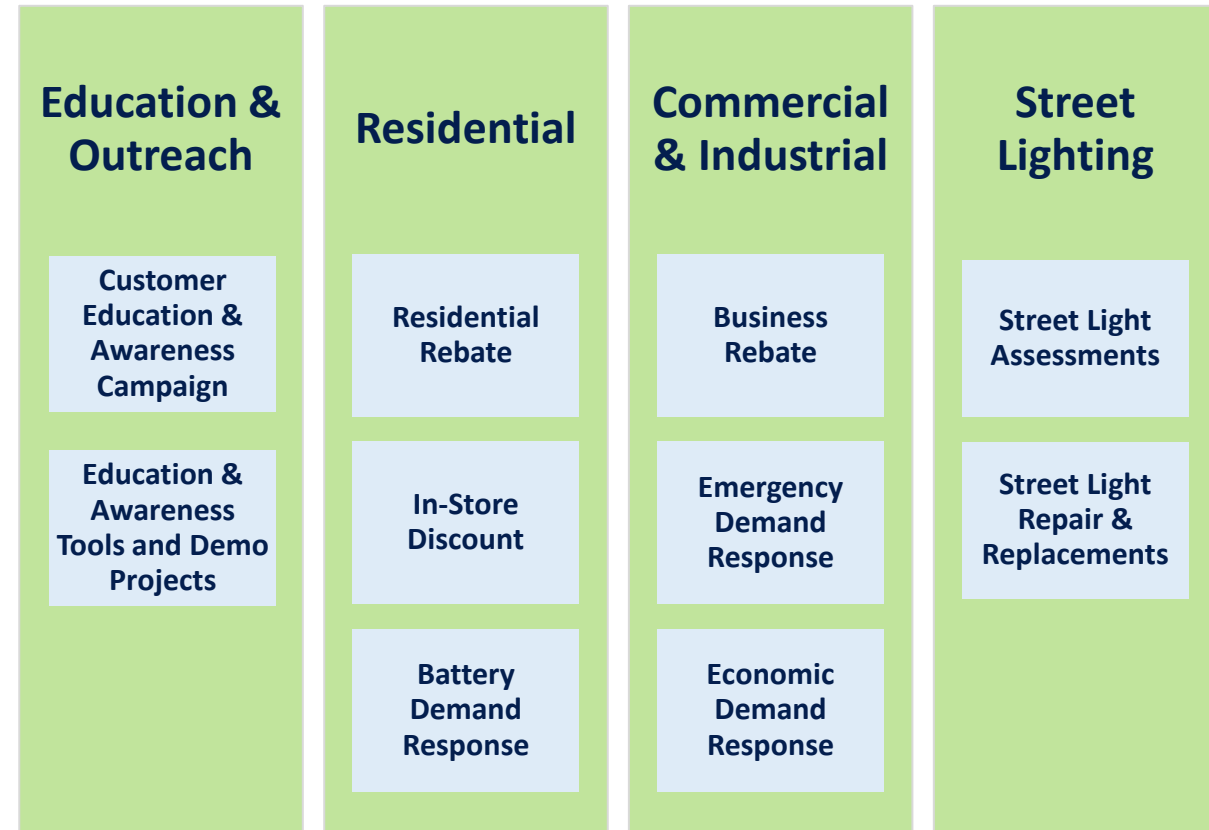 Education &
Outreach
Customer
Education &
Awareness
Campaign
Education &
Awareness
Tools and Demo
Projects
Residential
Residential
Rebate
In-Store
Discount
Battery
Demand
Response
Commercial
& Industrial
Business
Rebate
Emergency
Demand
Response
Economic
Demand
Response
Street
Lighting
Street Light
Assessments
Street Light
Repair &
Replacements